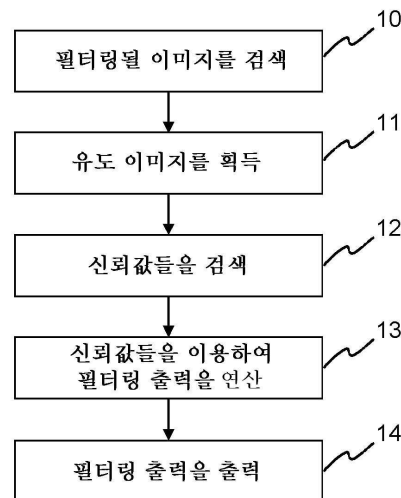 10
필터링될 이미지를 검색
11
유도 이미지를 획득
12
신뢰값들을 검색
13
신뢰값들을 이용하여
필터링 출력을 연산
14
필터링 출력을 출력